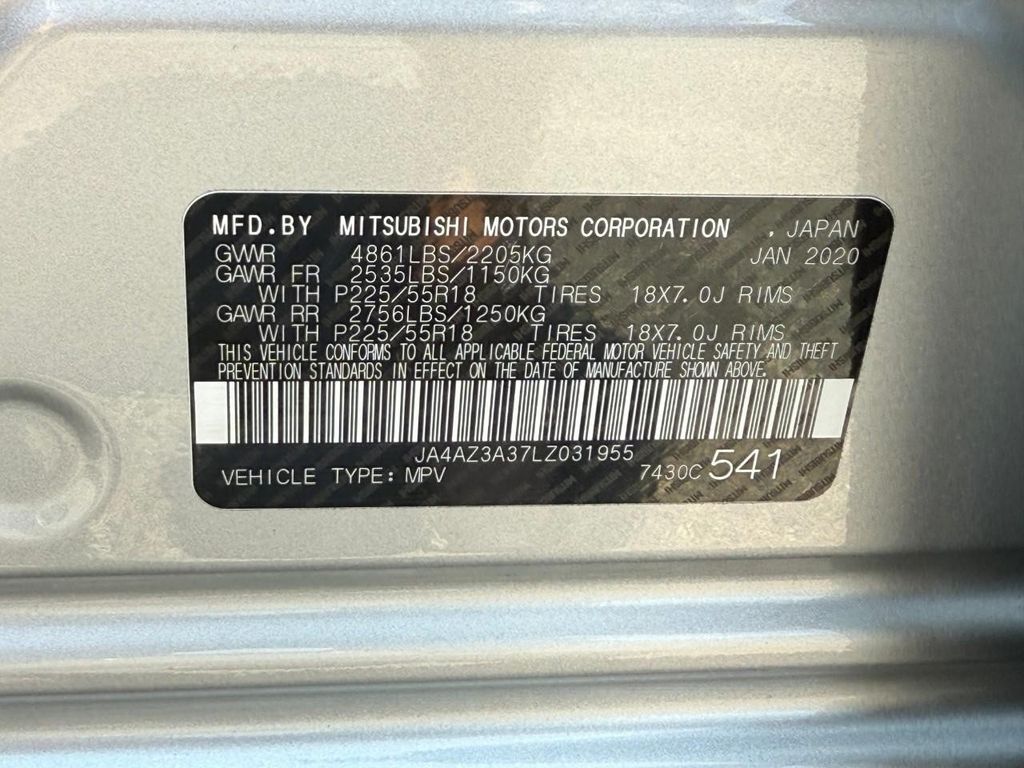 MFD.BY MITSUBISHI MOTORS CORPORATION , JAPAN
GVWR 4861LBS/2205KG JAN 2020
GAWR FR 2535LBS/1150KG
WITH P225/55R18 TIRES 18X7.0J RIMS
GAWR RR 2756LBS/1250KG
WITH P225/55R18 TIRES 18X7.0J RIMS
THIS VEHICLE CONFORMS TO ALL APPLICABLE FEDERAL MOTOR VEHICLE SAFETY AND THEFT
PREVENTION STANDARDS IN EFFECT ON THE DATE OF MANUFACTURE SHOWN ABOVE.
JA4AZ3A37LZ031955
VEHICLE TYPE: MPV 7430C 541